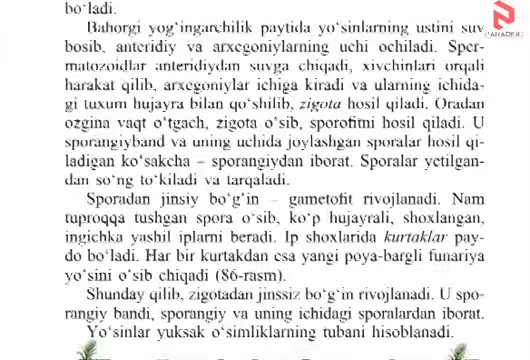 bo‘ladi.
Bahorgi yog‘ingarchilik paytida yo‘sinlarning ustini suv
bosib, anteridiy va arxegoniylarning uchi ochiladi. Sper-
matozoidlar anteridiydan suvga chiqadi, xivchinlari orqali
harakat qilib, arxegoniylar ichiga kiradi va ularning ichida-
gi tuxum hujayra bilan qo‘shilib, zigota hosil qiladi. Oradan
ozgina vaqt o‘tgach, zigota o‘sib, sporofitni hosil qiladi. U
sporangiyband va uning uchida joylashgan sporalar hosil qi-
ladigan ko‘sakcha – sporangiydan iborat. Sporalar yetilgan-
dan so‘ng to‘kiladi va tarqaladi.
Sporadan jinsiy bo‘g‘in – gametofit rivojlanadi. Nam
tuproqqa tushgan spora o‘sib, ko‘p hujayrali, shoxlangan,
ingichka yashil iplarni beradi. Ip shoxlarida kurtaklar pay-
do bo‘ladi. Har bir kurtakdan esa yangi poya-bargli funariya
yo‘sini o‘sib chiqadi (86-rasm).
Shunday qilib, zigotadan jinssiz bo‘g‘in rivojlanadi. U spo-
rangiy bandi, sporangiy va uning ichidagi sporalardan iborat.
Yo‘sinlar yuksak o‘simliklarning tubani hisoblanadi.